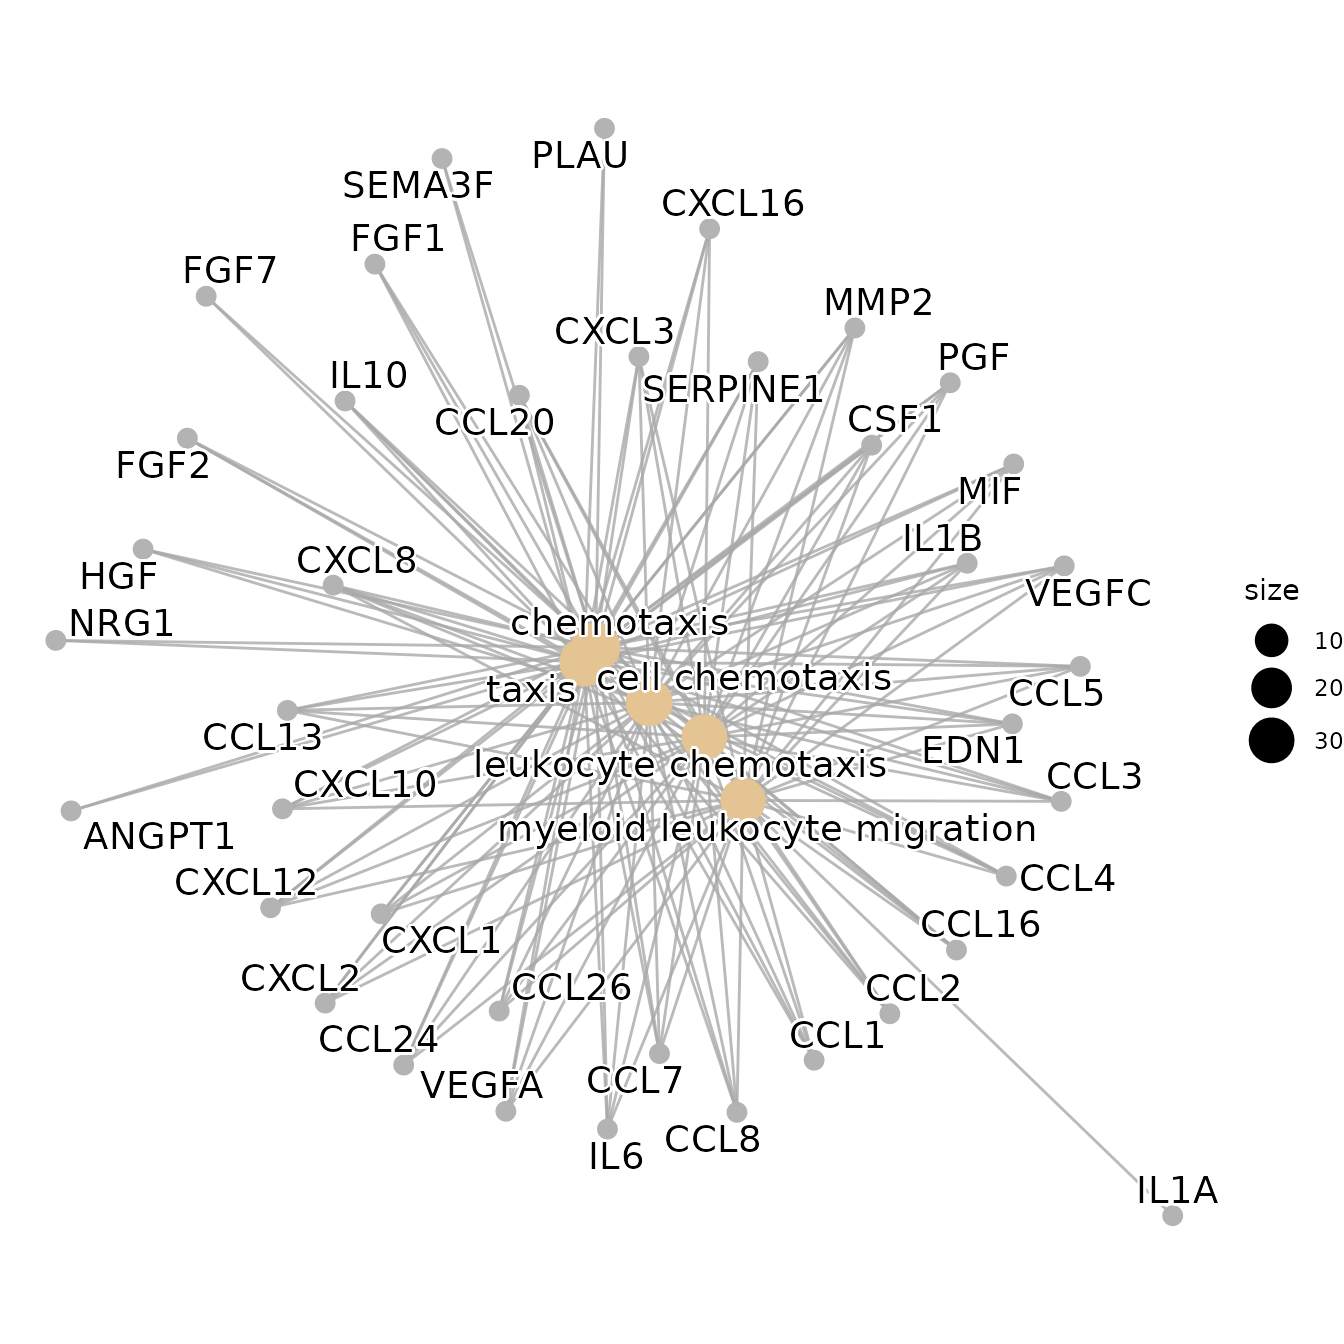 PLAU
SEMA3F
CXCL16
FGF1
FGF7
MMP2
CXCL3
PGF
IL10
SERPINE1
CCL20
CSF1
FGF2
MIF
IL1B
CXCL8
HGF
VEGFC
size
chemotaxis
NRG1
10
cell chemotaxis
taxis
CCL5
20
CCL13
EDN1
30
leukocyte chemotaxis
CCL3
CXCL10
myeloid leukocyte migration
ANGPT1
CXCL12
CCL4
CCL16
CXCL1
CXCL2
CCL26
CCL2
CCL24
CCL1
VEGFA
CCL7
CCL8
IL6
IL1A